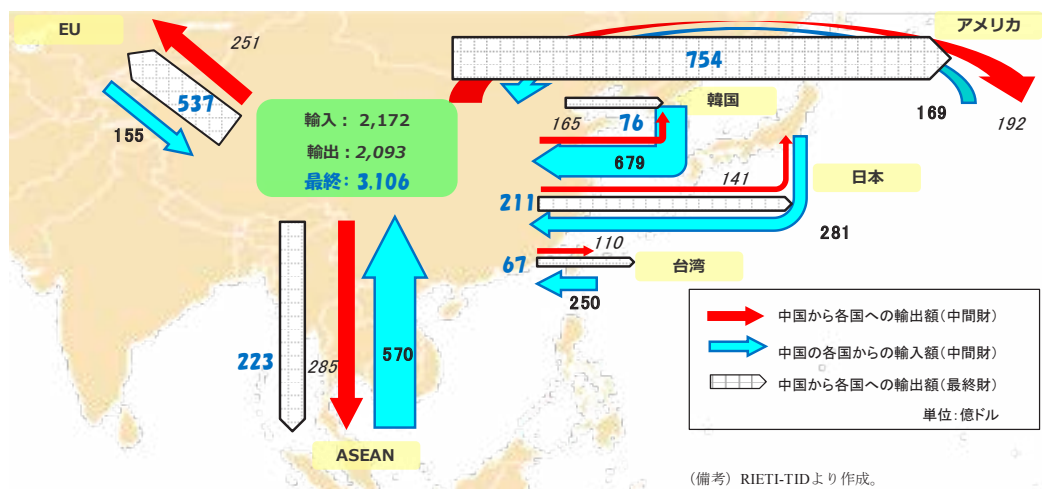 EU
251
537
155
輸入：2,172
輸出：2,093
最終：3,106
754
アメリカ
169
192
韓国
165
76
679
141
日本
211
281
110
67
台湾
250
223
285
570
ASEAN
中国から各国への輸出額（中間財）
中国の各国からの輸入額（中間財）
中国から各国への輸出額（最終財）
単位：億ドル
（備考）RIETI-TIDより作成。